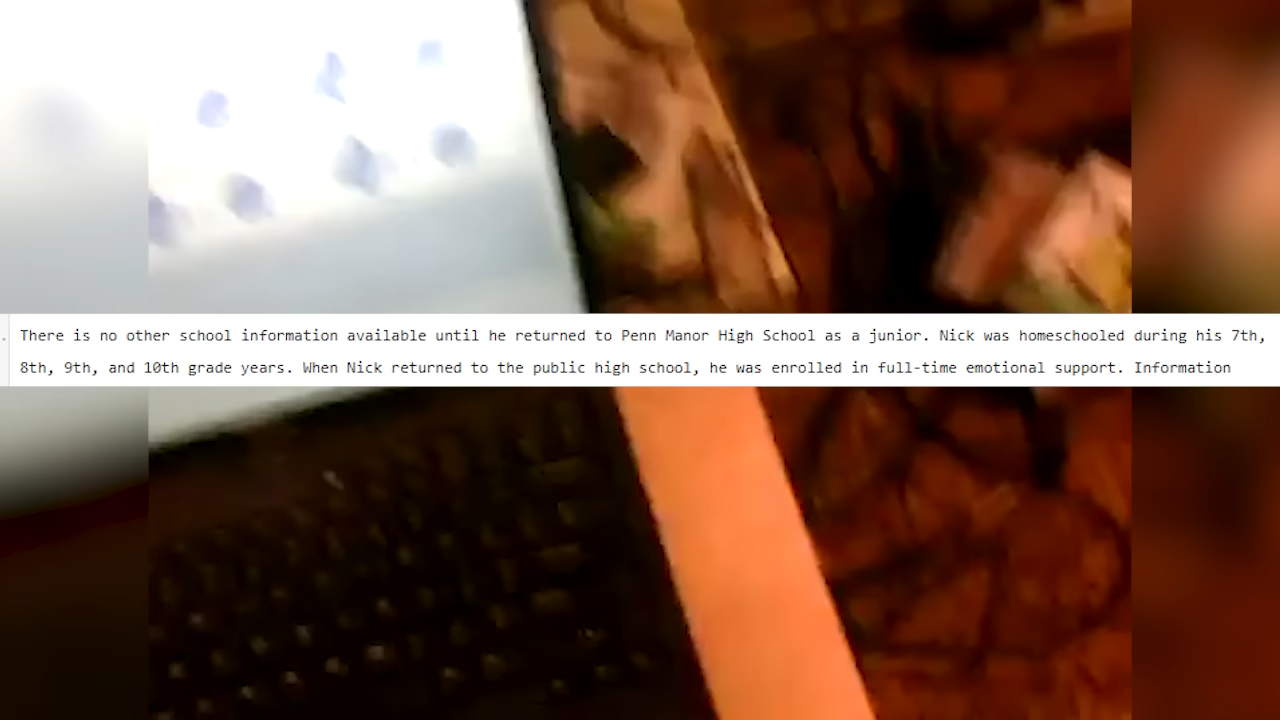 There is no other school information available until he returned to Penn Manor High School as a junior. Nick was homeschooled during his 7th,
8th, 9th, and 10th grade years. When Nick returned to the public high school, he was enrolled in full-time emotional support. Information